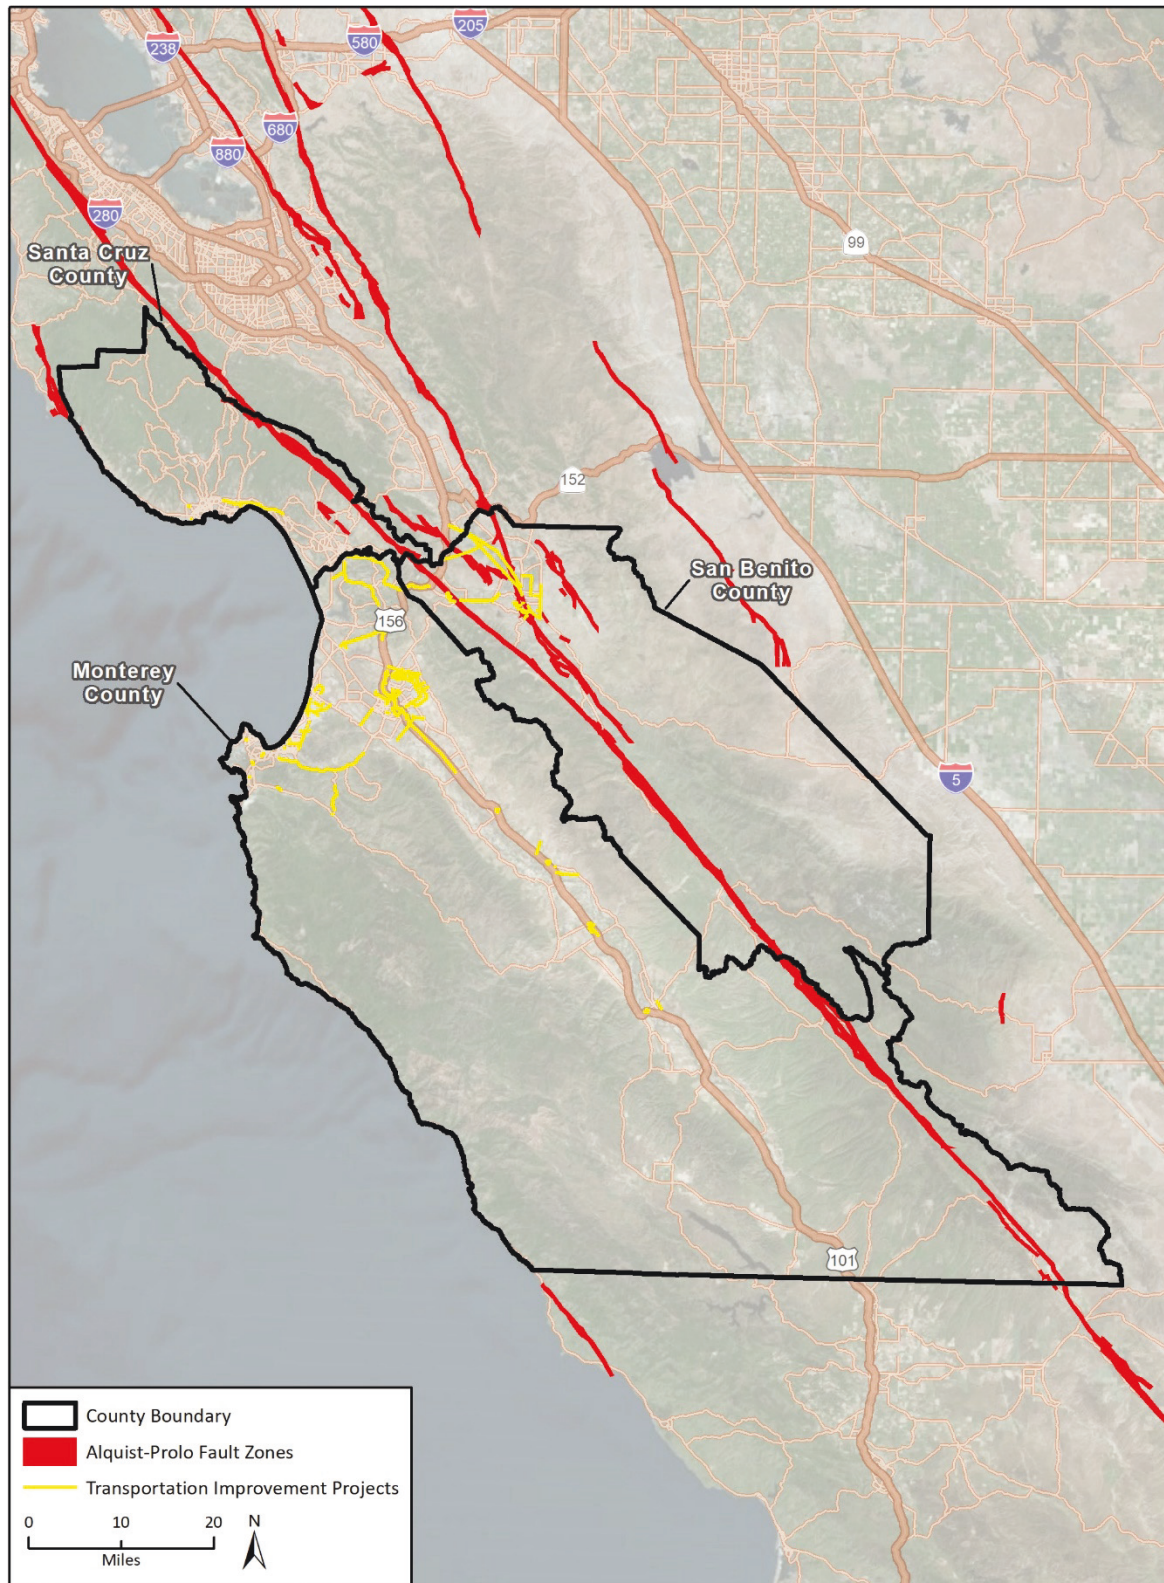 205
238
580
680
880
99
280
Santa Cruz
County
152
San Benito
County
156
Monterey
County
5
101
County Boundary
Alquist-Prolo Fault Zones
Transportation Improvement Projects
0 10 20
Miles
N